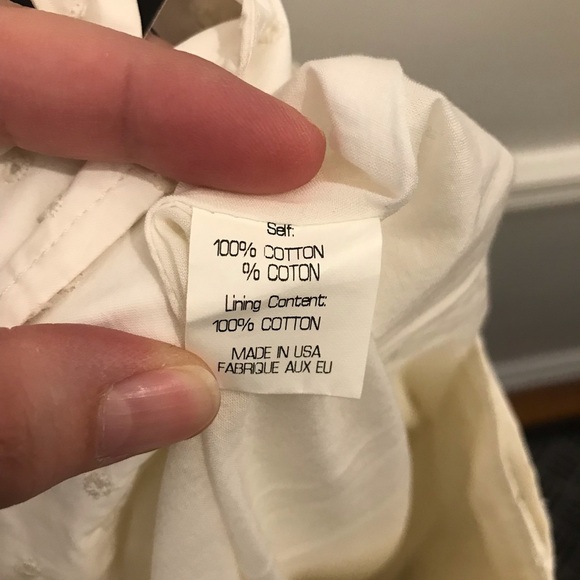 Self:
100% COTTON
% COTON
Lining Content:
100% COTTON
MADE IN USA
FABRIQUE AUX EU